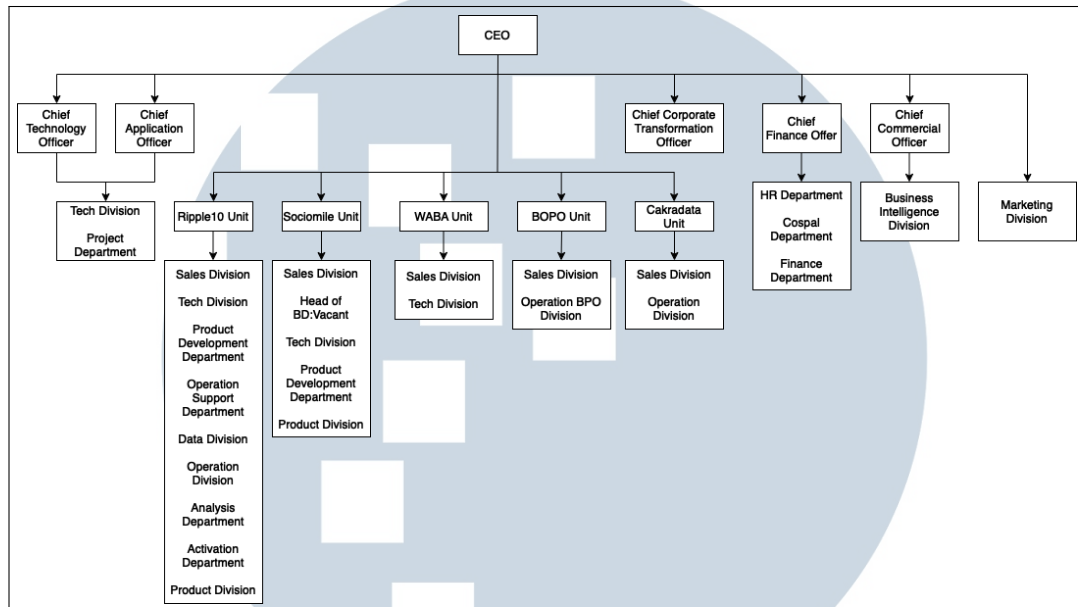 CEO
Chief
Technology
Officer
Chief
Application
Officer
Chief Corporate
Transformation
Officer
Chief
Finance Offer
Chief
Commercial
Officer
Tech Division
Project
Department
HR Department
Cospal
Department
Finance
Department
Business
Intelligence
Division
Marketing
Division
Ripple10 Unit
Sociomile Unit
WABA Unit
BOPO Unit
Cakradata
Unit
Sales Division
Tech Division
Product
Development
Department
Operation
Support
Department
Data Division
Operation
Division
Analysis
Department
Activation
Department
Product Division
Sales Division
Head of
BD:Vacant
Tech Division
Product
Development
Department
Product Division
Sales Division
Tech Division
Sales Division
Operation BPO
Division
Sales Division
Operation
Division